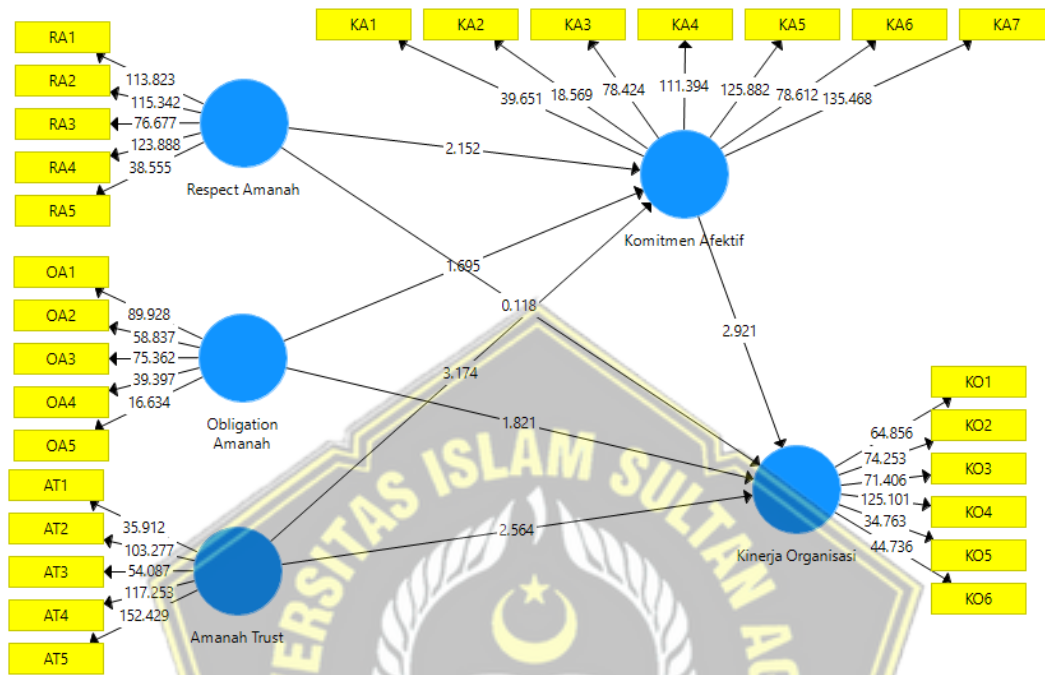 KA1
KA2
KA3
KA4
KA5
KA6
KA7
RA1
RA2
RA3
RA4
RA5
113.823
115.342
76.677
123.888
38.555
Respect Amanah
39.651
18.569
78.424
111.394
125.882
78.612
135.468
2.152
Komitmen Afektif
OA1
OA2
OA3
OA4
OA5
89.928
58.837
75.362
39.397
16.634
Obligation
Amanah
1.695
0.118
3.174
2.921
1.821
AT1
AT2
AT3
AT4
AT5
35.912
103.277
54.087
117.253
152.429
Amanah Trust
2.564
KO1
KO2
KO3
KO4
KO5
KO6
64.856
74.253
71.406
125.101
34.763
44.736
Kinerja Organisasi
ERSITAS ISLAM SULTAN AG